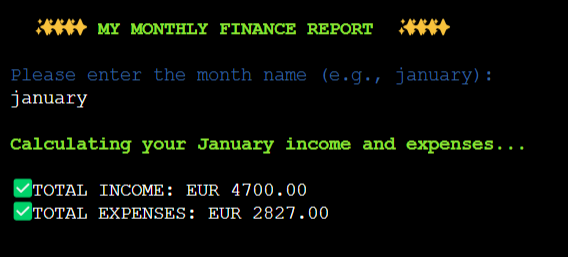 MY MONTHLY FINANCE REPORT
Please enter the month name (e.g., january):
january
Calculating your January income and expenses...
TOTAL INCOME: EUR 4700.00
TOTAL EXPENSES: EUR 2827.00